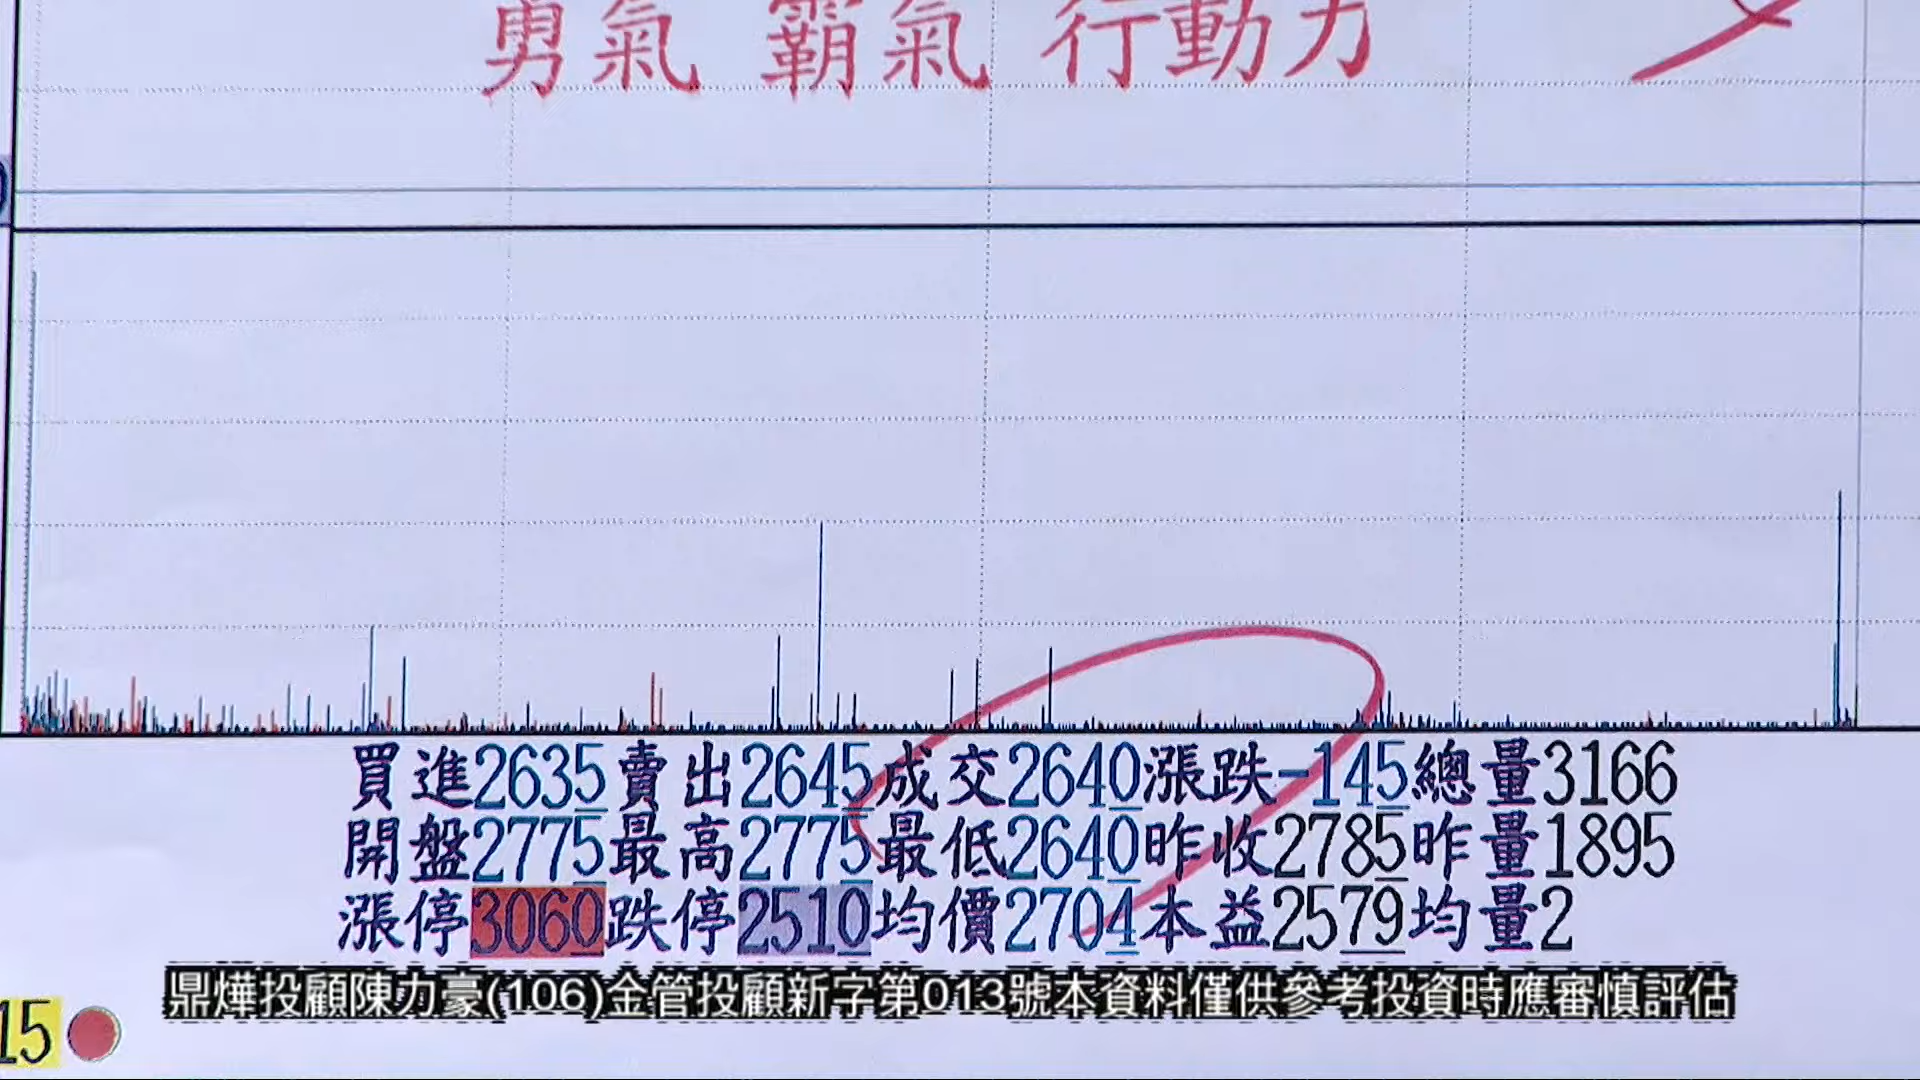 勇氣 霸氣 行動力
買進2635賣出2645成交2640漲跌-145總量3166
開盤2775最高2775最低2640昨收2785昨量1895
漲停3060跌停2510均價2704本益2579均量2
鼎燁投顧陳力豪(106)金管投顧新字第013號本資料僅供參考投資時應審慎評估
15